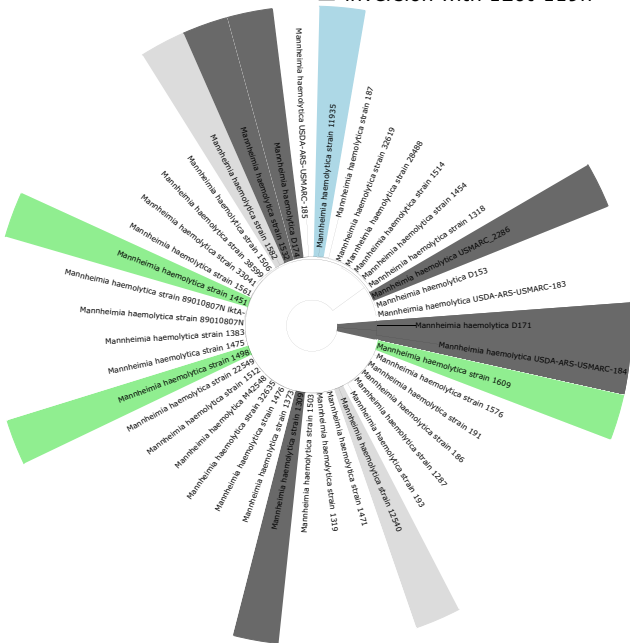 Mannheimia haemolytica strain 11935
Mannheimia haemolytica strain 187
Mannheimia haemolytica strain 32619
Mannheimia haemolytica strain 28488
Mannheimia haemolytica strain 1514
Mannheimia haemolytica strain 1454
Mannheimia haemolytica strain 1318
Mannheimia haemolytica USMARC_2286
Mannheimia haemolytica D153
Mannheimia haemolytica USDA-ARS-USMARC-183
Mannheimia haemolytica D171
Mannheimia haemolytica USDA-ARS-USMARC-184
Mannheimia haemolytica strain 1609
Mannheimia haemolytica strain 1576
Mannheimia haemolytica strain 191
Mannheimia haemolytica strain 186
Mannheimia haemolytica strain 1287
Mannheimia haemolytica strain 193
Mannheimia haemolytica strain 12540
Mannheimia haemolytica strain 1471
Mannheimia haemolytica strain 1319
Mannheimia haemolytica strain 1503
Mannheimia haemolytica strain 1309
Mannheimia haemolytica strain 1373
Mannheimia haemolytica strain 1476
Mannheimia haemolytica strain 32635
Mannheimia haemolytica M42548
Mannheimia haemolytica strain 1512
Mannheimia haemolytica strain 22549
Mannheimia haemolytica strain 1498
Mannheimia haemolytica strain 1475
Mannheimia haemolytica strain 1383
Mannheimia haemolytica strain 89010807N
Mannheimia haemolytica strain 89010807N lktA-
Mannheimia haemolytica strain 1451
Mannheimia haemolytica strain 1561
Mannheimia haemolytica strain 33041
Mannheimia haemolytica strain 38599
Mannheimia haemolytica strain 1506
Mannheimia haemolytica strain 1582
Mannheimia haemolytica strain 1532
Mannheimia haemolytica D174
Mannheimia haemolytica USDA-ARS-USMARC-185